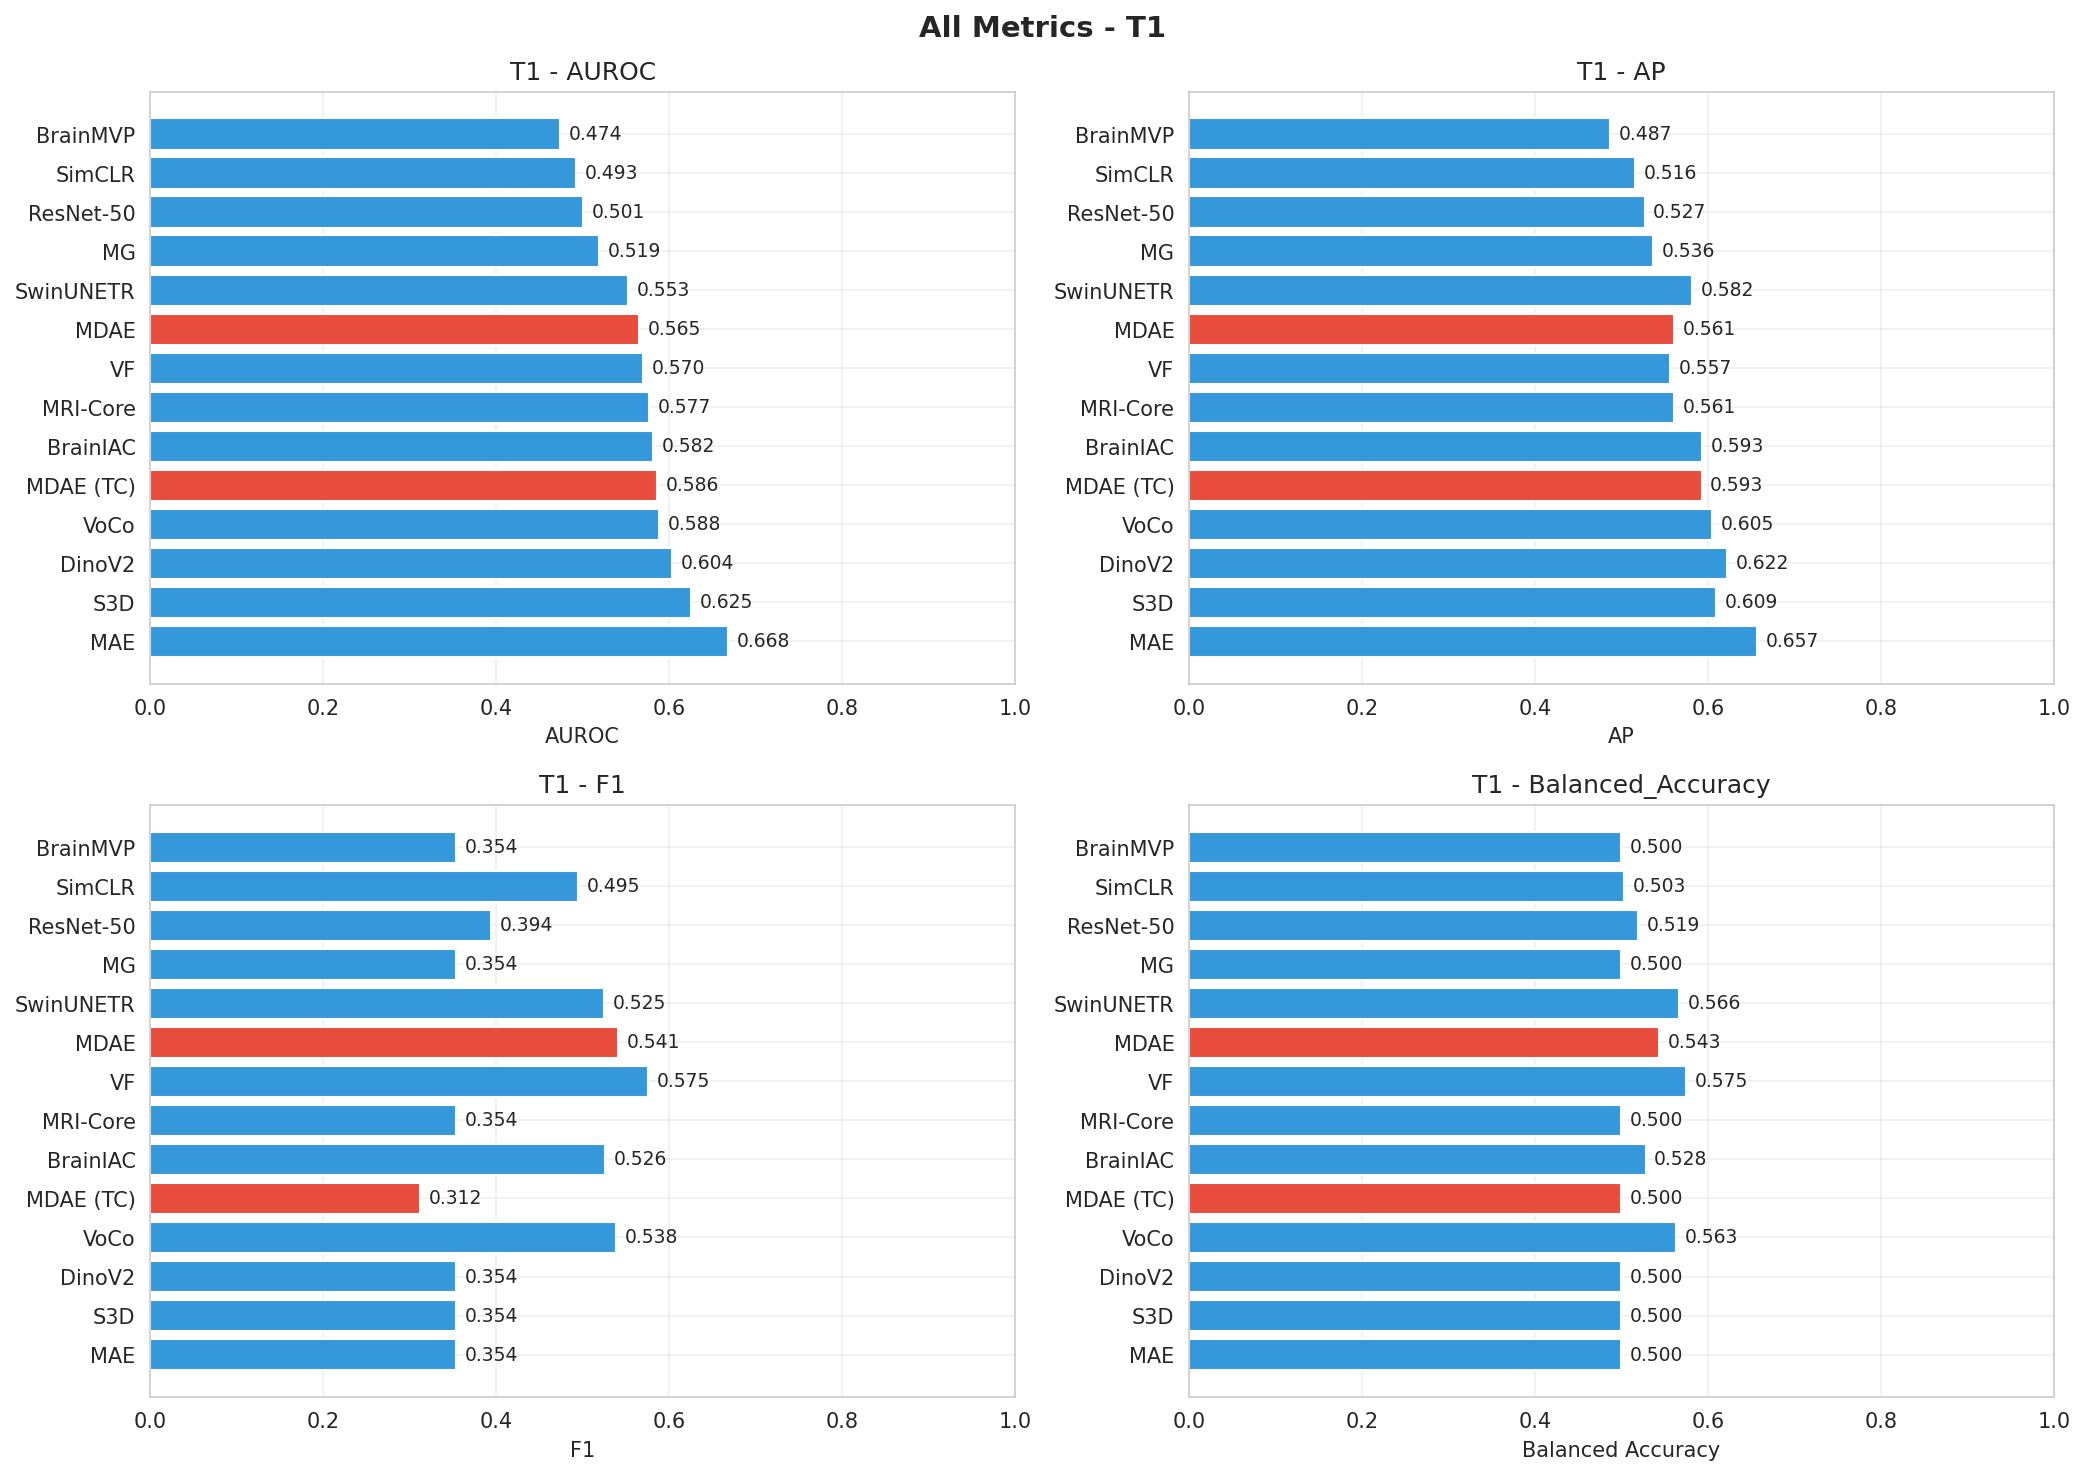 All Metrics - T1
T1 - AUROC
BrainMVP 0.474
SimCLR 0.493
ResNet-50 0.501
MG 0.519
SwinUNETR 0.553
MDAE 0.565
VF 0.570
MRI-Core 0.577
BrainIAC 0.582
MDAE (TC) 0.586
VoCo 0.588
DinoV2 0.604
S3D 0.625
MAE 0.668
0.0 0.2 0.4 0.6 0.8 1.0
AUROC
T1 - AP
BrainMVP 0.487
SimCLR 0.516
ResNet-50 0.527
MG 0.536
SwinUNETR 0.582
MDAE 0.561
VF 0.557
MRI-Core 0.561
BrainIAC 0.593
MDAE (TC) 0.593
VoCo 0.605
DinoV2 0.622
S3D 0.609
MAE 0.657
0.0 0.2 0.4 0.6 0.8 1.0
AP
T1 - F1
BrainMVP 0.354
SimCLR 0.495
ResNet-50 0.394
MG 0.354
SwinUNETR 0.525
MDAE 0.541
VF 0.575
MRI-Core 0.354
BrainIAC 0.526
MDAE (TC) 0.312
VoCo 0.538
DinoV2 0.354
S3D 0.354
MAE 0.354
0.0 0.2 0.4 0.6 0.8 1.0
F1
T1 - Balanced_Accuracy
BrainMVP 0.500
SimCLR 0.503
ResNet-50 0.519
MG 0.500
SwinUNETR 0.566
MDAE 0.543
VF 0.575
MRI-Core 0.500
BrainIAC 0.528
MDAE (TC) 0.500
VoCo 0.563
DinoV2 0.500
S3D 0.500
MAE 0.500
0.0 0.2 0.4 0.6 0.8 1.0
Balanced Accuracy